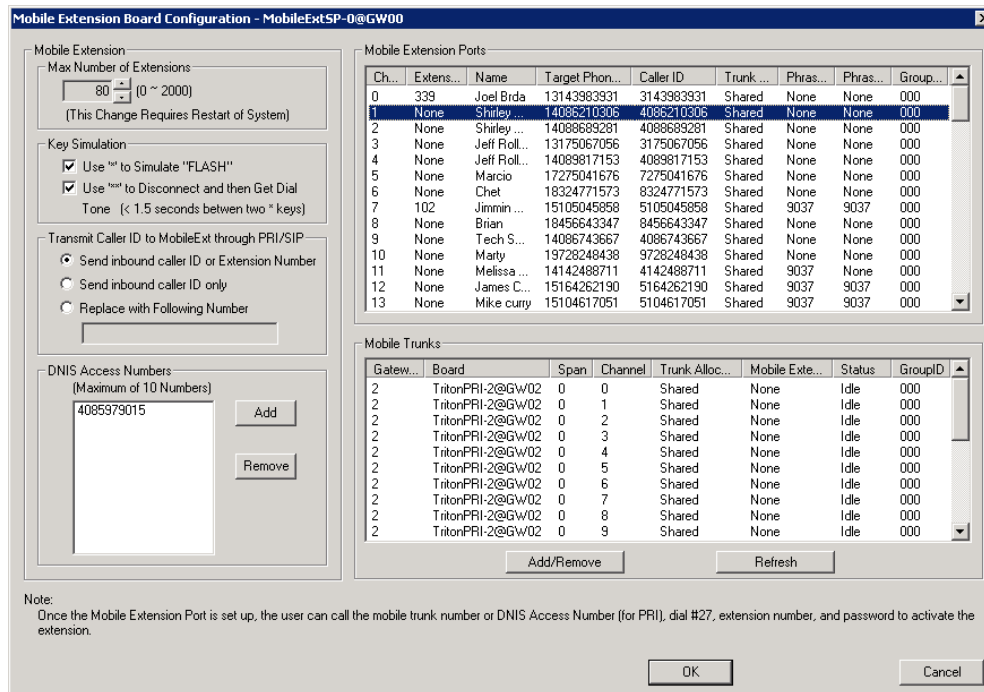 Mobile Extension Board Configuration - MobileExtSP-0@GW00
Mobile Extension
Max Number of Extensions
80 (0 ~ 2000)
(This Change Requires Restart of System)
Key Simulation
Use '*' to Simulate "FLASH"
Use '**' to Disconnect and then Get Dial
Tone (< 1.5 seconds betwen two * keys)
Transmit Caller ID to MobileExt through PRI/SIP
Send inbound caller ID or Extension Number
Send inbound caller ID only
Replace with Following Number
DNIS Access Numbers
(Maximum of 10 Numbers)
4085979015
Add
Remove
Mobile Extension Ports
Ch... Extens... Name Target Phon... Caller ID Trunk ... Phras... Phras... Group...
0 339 Joel Brda 13143983931 3143983931 Shared None None 000
1 None Shirley ... 14086210306 4086210306 Shared None None 000
2 None Shirley ... 14088689281 4088689281 Shared None None 000
3 None Jeff Roll... 13175067056 3175067056 Shared None None 000
4 None Jeff Roll... 14089817153 4089817153 Shared None None 000
5 None Marcio 17275041676 7275041676 Shared None None 000
6 None Chet 18324771573 8324771573 Shared None None 000
7 102 Jimmin ... 15105045858 5105045858 Shared 9037 9037 000
8 None Brian 18456643347 8456643347 Shared None None 000
9 None Tech S... 14086743667 4086743667 Shared None None 000
10 None Marty 19728248438 9728248438 Shared None None 000
11 None Melissa ... 14142488711 4142488711 Shared 9037 None 000
12 None James C... 15164262190 5164262190 Shared 9037 9037 000
13 None Mike curry 15104617051 5104617051 Shared 9037 9037 000
Mobile Trunks
Gatew... Board Span Channel Trunk Alloc... Mobile Exte... Status GroupID
2 TritonPRI-2@GW02 0 0 Shared None Idle 000
2 TritonPRI-2@GW02 0 1 Shared None Idle 000
2 TritonPRI-2@GW02 0 2 Shared None Idle 000
2 TritonPRI-2@GW02 0 3 Shared None Idle 000
2 TritonPRI-2@GW02 0 4 Shared None Idle 000
2 TritonPRI-2@GW02 0 5 Shared None Idle 000
2 TritonPRI-2@GW02 0 6 Shared None Idle 000
2 TritonPRI-2@GW02 0 7 Shared None Idle 000
2 TritonPRI-2@GW02 0 8 Shared None Idle 000
2 TritonPRI-2@GW02 0 9 Shared None Idle 000
Add/Remove
Refresh
Note:
Once the Mobile Extension Port is set up, the user can call the mobile trunk number or DNIS Access Number (for PRI), dial #27, extension number, and password to activate the
extension.
OK
Cancel